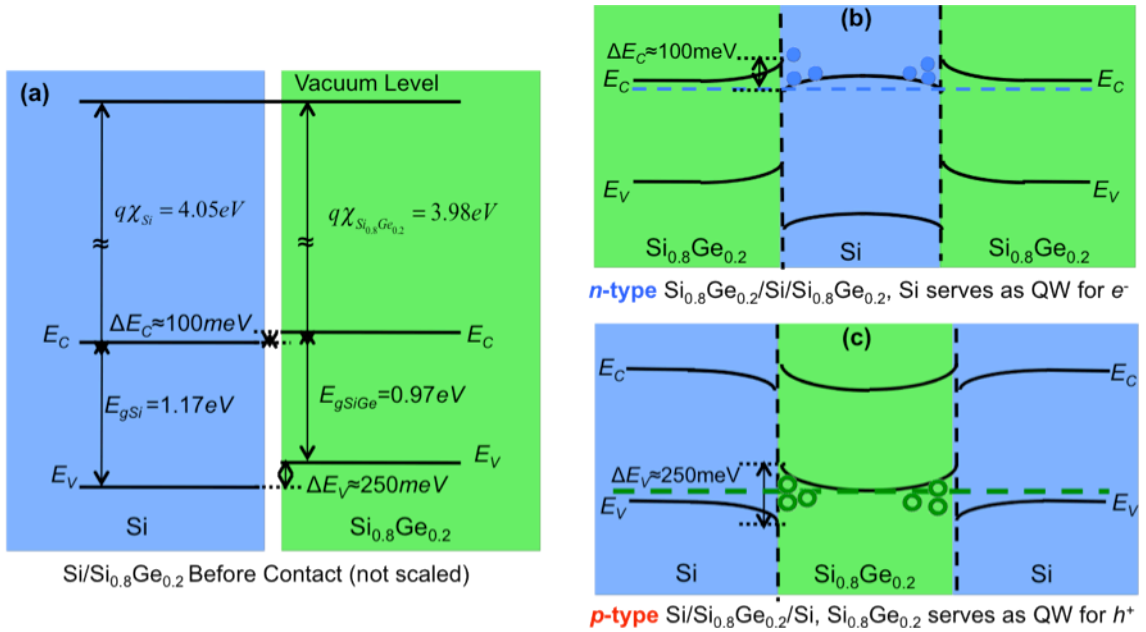 (a)
Vacuum Level
qχSi = 4.05eV
qχSi0.8Ge0.2 = 3.98eV
ΔEC≈100meV
EC
EC
EgSi=1.17eV
EgSiGe=0.97eV
EV
EV
ΔEV≈250meV
Si
Si0.8Ge0.2
Si/Si0.8Ge0.2 Before Contact (not scaled)
(b)
ΔEC≈100meV
EC
EC
EV
EV
Si0.8Ge0.2
Si
Si0.8Ge0.2
n-type Si0.8Ge0.2/Si/Si0.8Ge0.2, Si serves as QW for e-
(c)
EC
EC
ΔEV≈250meV
EV
EV
Si
Si0.8Ge0.2
Si
p-type Si/Si0.8Ge0.2/Si, Si0.8Ge0.2 serves as QW for h+